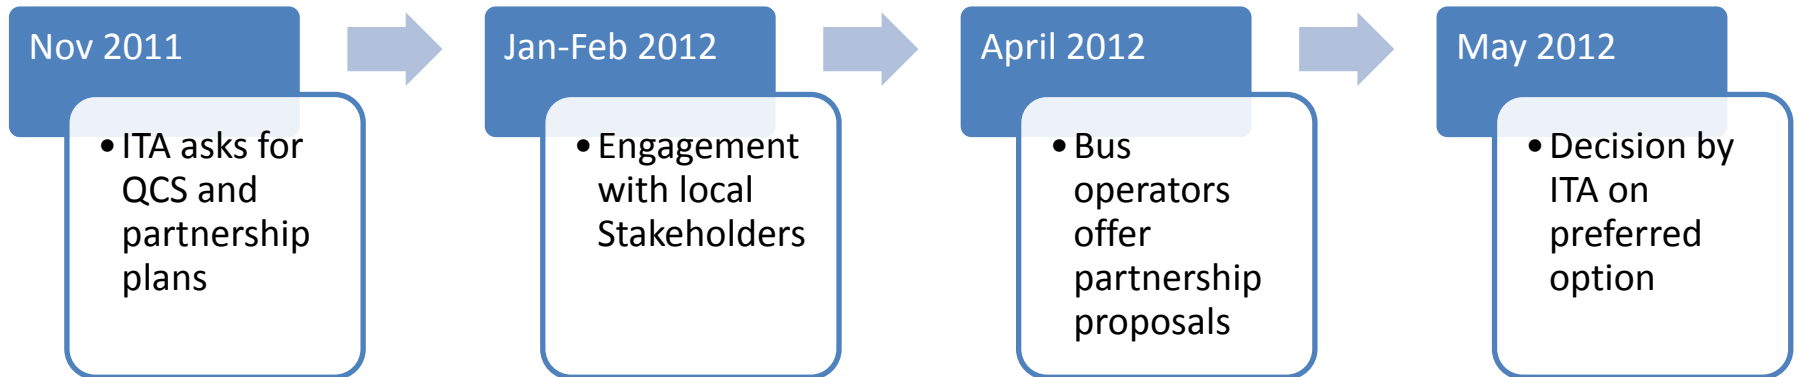 Nov 2011
• ITA asks for
QCS and
partnership
plans
Jan-Feb 2012
• Engagement
with local
Stakeholders
April 2012
• Bus
operators
offer
partnership
proposals
May 2012
• Decision by
ITA on
preferred
option